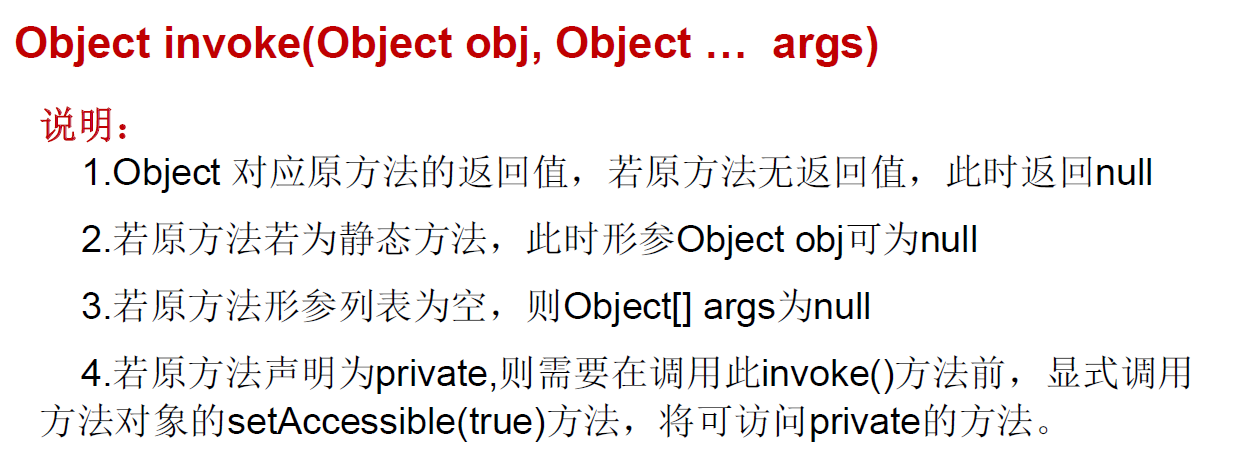 Object invoke(Object obj, Object … args)
说明：
1.Object 对应原方法的返回值，若原方法无返回值，此时返回null
2.若原方法若为静态方法，此时形参Object obj可为null
3.若原方法形参列表为空，则Object[] args为null
4.若原方法声明为private,则需要在调用此invoke()方法前，显式调用
方法对象的setAccessible(true)方法，将可访问private的方法。